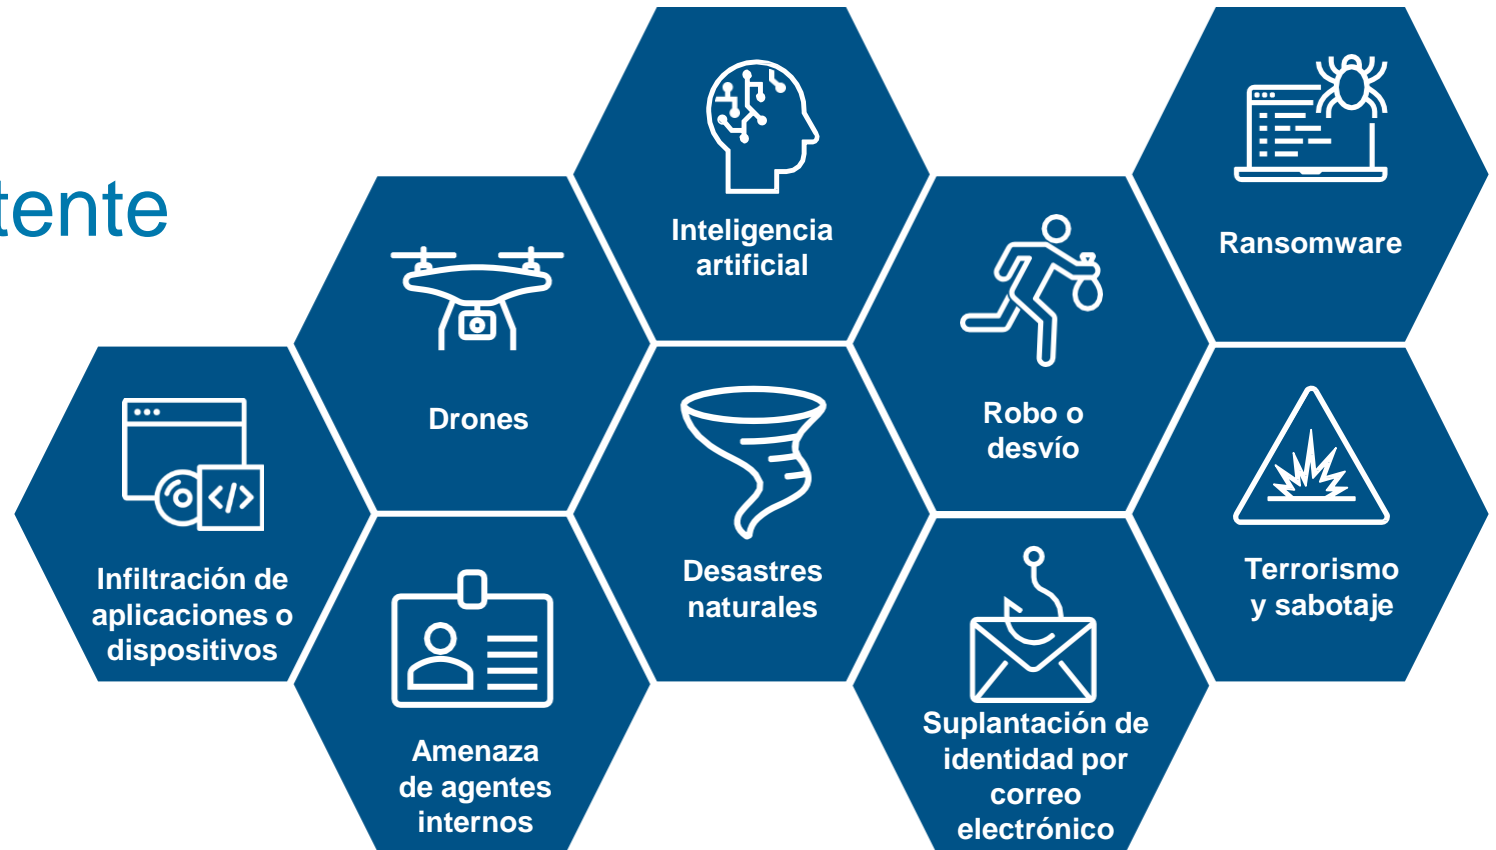 tente
Inteligencia
artificial
Ransomware
Drones
Robo o
desvío
Infiltración de
aplicaciones o
dispositivos
Desastres
naturales
Terrorismo
y sabotaje
Amenaza
de agentes
internos
Suplantación de
identidad por
correo
electrónico